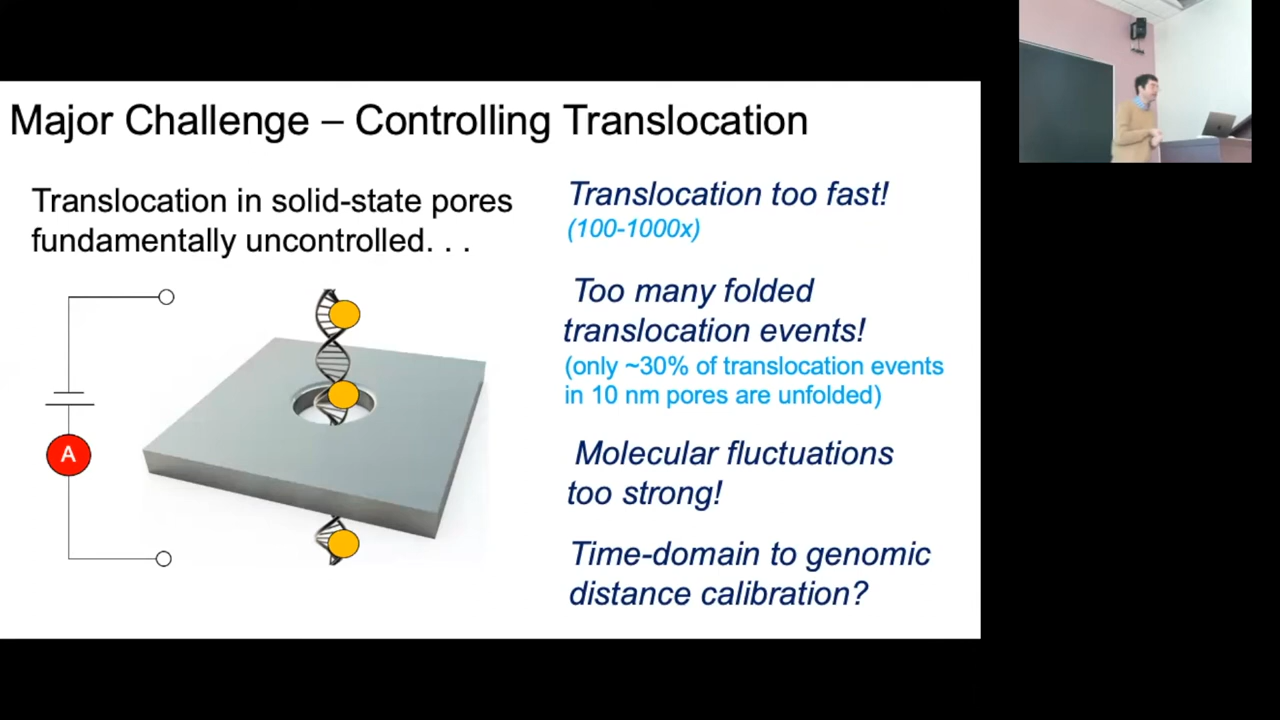 Major Challenge – Controlling Translocation
Translocation in solid-state pores
fundamentally uncontrolled. . .
A
Translocation too fast!
(100-1000x)
Too many folded
translocation events!
(only ~30% of translocation events
in 10 nm pores are unfolded)
Molecular fluctuations
too strong!
Time-domain to genomic
distance calibration?